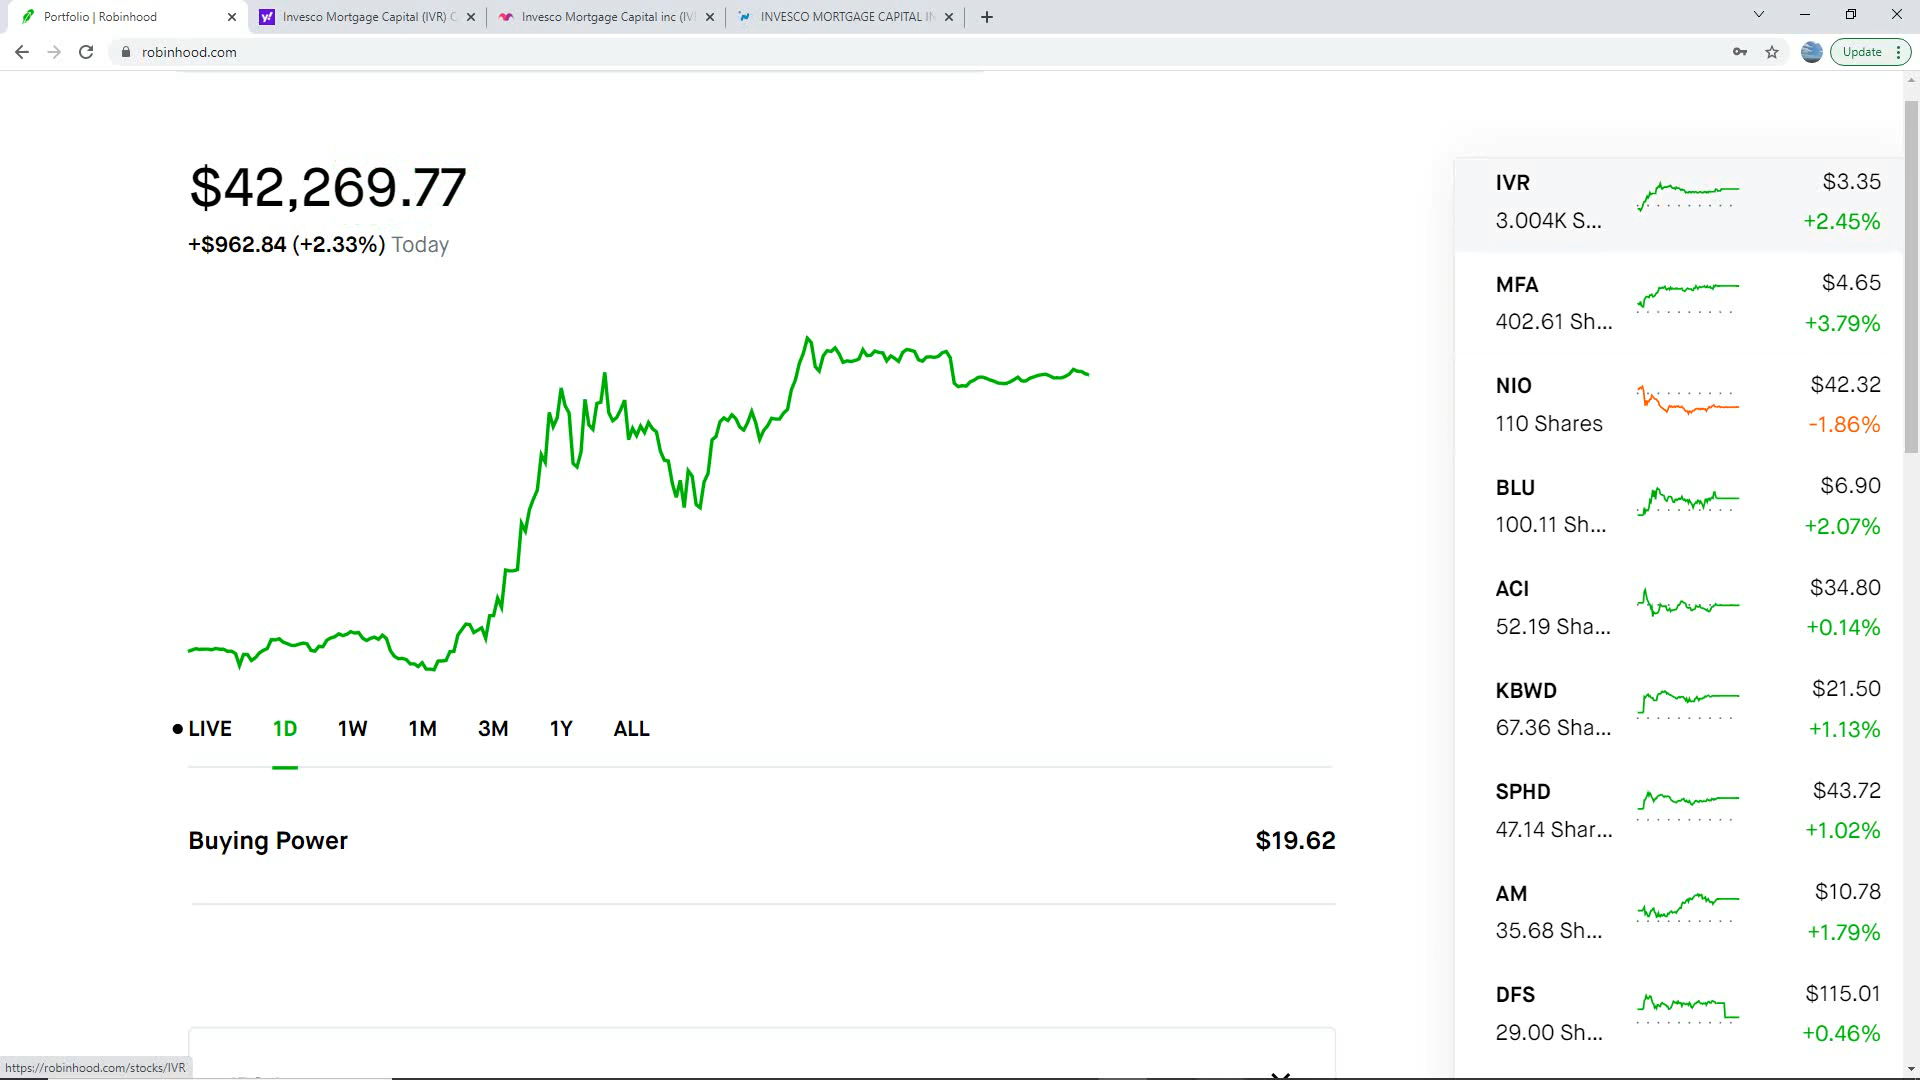 Portfolio | Robinhood
Invesco Mortgage Capital (IVR)
Invesco Mortgage Capital inc (IV
INVESCO MORTGAGE CAPITAL IN
robinhood.com
Update
$42,269.77
+$962.84 (+2.33%) Today
LIVE 1D 1W 1M 3M 1Y ALL
Buying Power $19.62
IVR $3.35
3.004K S... +2.45%
MFA $4.65
402.61 Sh... +3.79%
NIO $42.32
110 Shares -1.86%
BLU $6.90
100.11 Sh... +2.07%
ACI $34.80
52.19 Sha... +0.14%
KBWD $21.50
67.36 Sha... +1.13%
SPHD $43.72
47.14 Shar... +1.02%
AM $10.78
35.68 Sh... +1.79%
DFS $115.01
29.00 Sh... +0.46%
https://robinhood.com/stocks/IVR